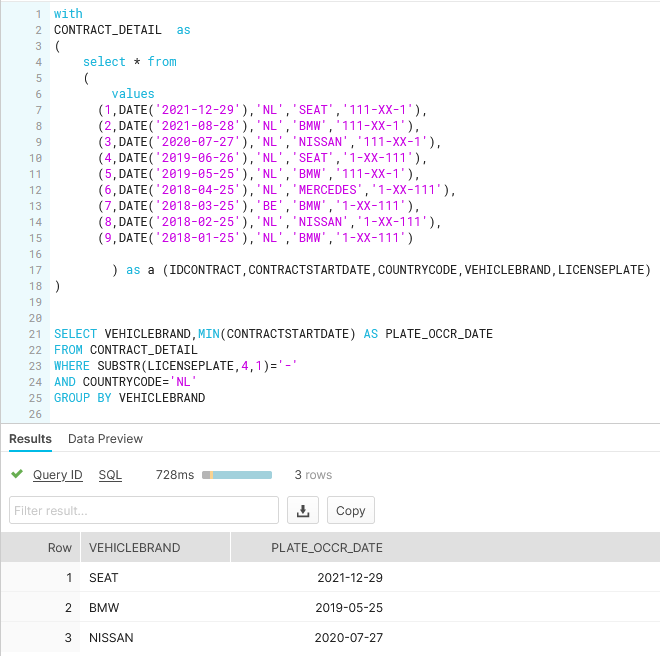 1 with
2 CONTRACT_DETAIL as
3 (
4 select * from
5 (
6 values
7 (1,DATE('2021-12-29'),'NL','SEAT','111-XX-1'),
8 (2,DATE('2021-08-28'),'NL','BMW','111-XX-1'),
9 (3,DATE('2020-07-27'),'NL','NISSAN','111-XX-1'),
10 (4,DATE('2019-06-26'),'NL','SEAT','1-XX-111'),
11 (5,DATE('2019-05-25'),'NL','BMW','111-XX-1'),
12 (6,DATE('2018-04-25'),'NL','MERCEDES','1-XX-111'),
13 (7,DATE('2018-03-25'),'BE','BMW','1-XX-111'),
14 (8,DATE('2018-02-25'),'NL','NISSAN','1-XX-111'),
15 (9,DATE('2018-01-25'),'NL','BMW','1-XX-111')
16
17 ) as a (IDCONTRACT,CONTRACTSTARTDATE,COUNTRYCODE,VEHICLEBRAND,LICENSEPLATE)
18 )
19
20
21 SELECT VEHICLEBRAND,MIN(CONTRACTSTARTDATE) AS PLATE_OCCR_DATE
22 FROM CONTRACT_DETAIL
23 WHERE SUBSTR(LICENSEPLATE,4,1)='-'
24 AND COUNTRYCODE='NL'
25 GROUP BY VEHICLEBRAND
26
Results Data Preview
Query ID SQL 728ms 3 rows
Filter result... Copy
Row VEHICLEBRAND PLATE_OCCR_DATE
1 SEAT 2021-12-29
2 BMW 2019-05-25
3 NISSAN 2020-07-27